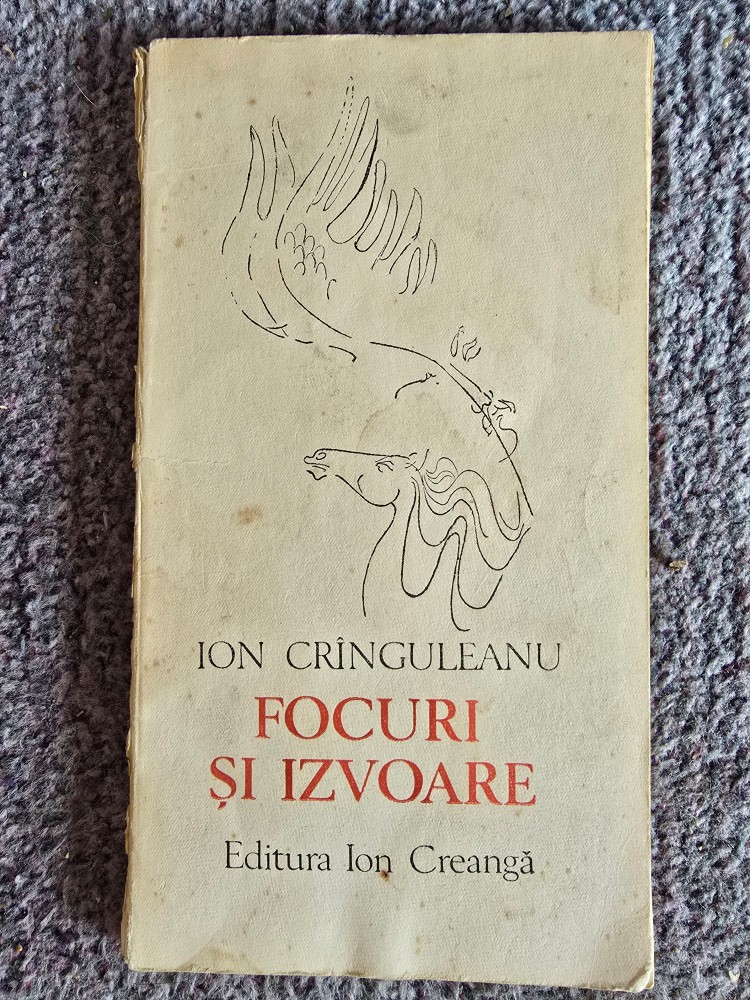 ION CRÎNGULEANU
FOCURI
ȘI IZVOARE
Editura Ion Creangă